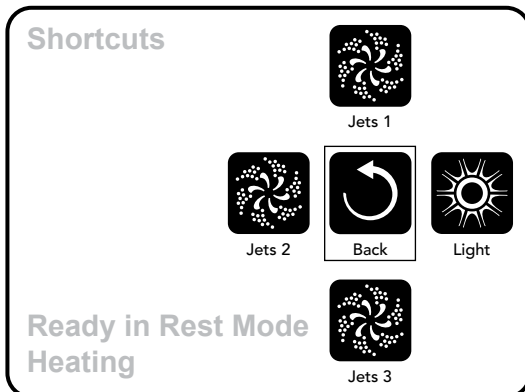 Shortcuts
Jets 1
Jets 2
Back
Light
Ready in Rest Mode
Heating
Jets 3